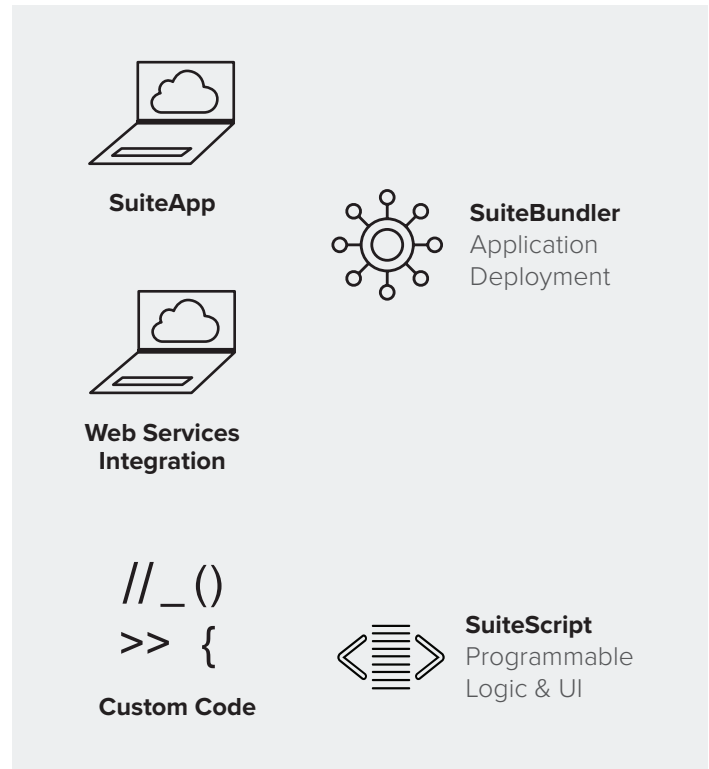 SuiteApp
SuiteBundler
Application
Deployment
Web Services
Integration
//_()
>> {
Custom Code
SuiteScript
Programmable
Logic & UI